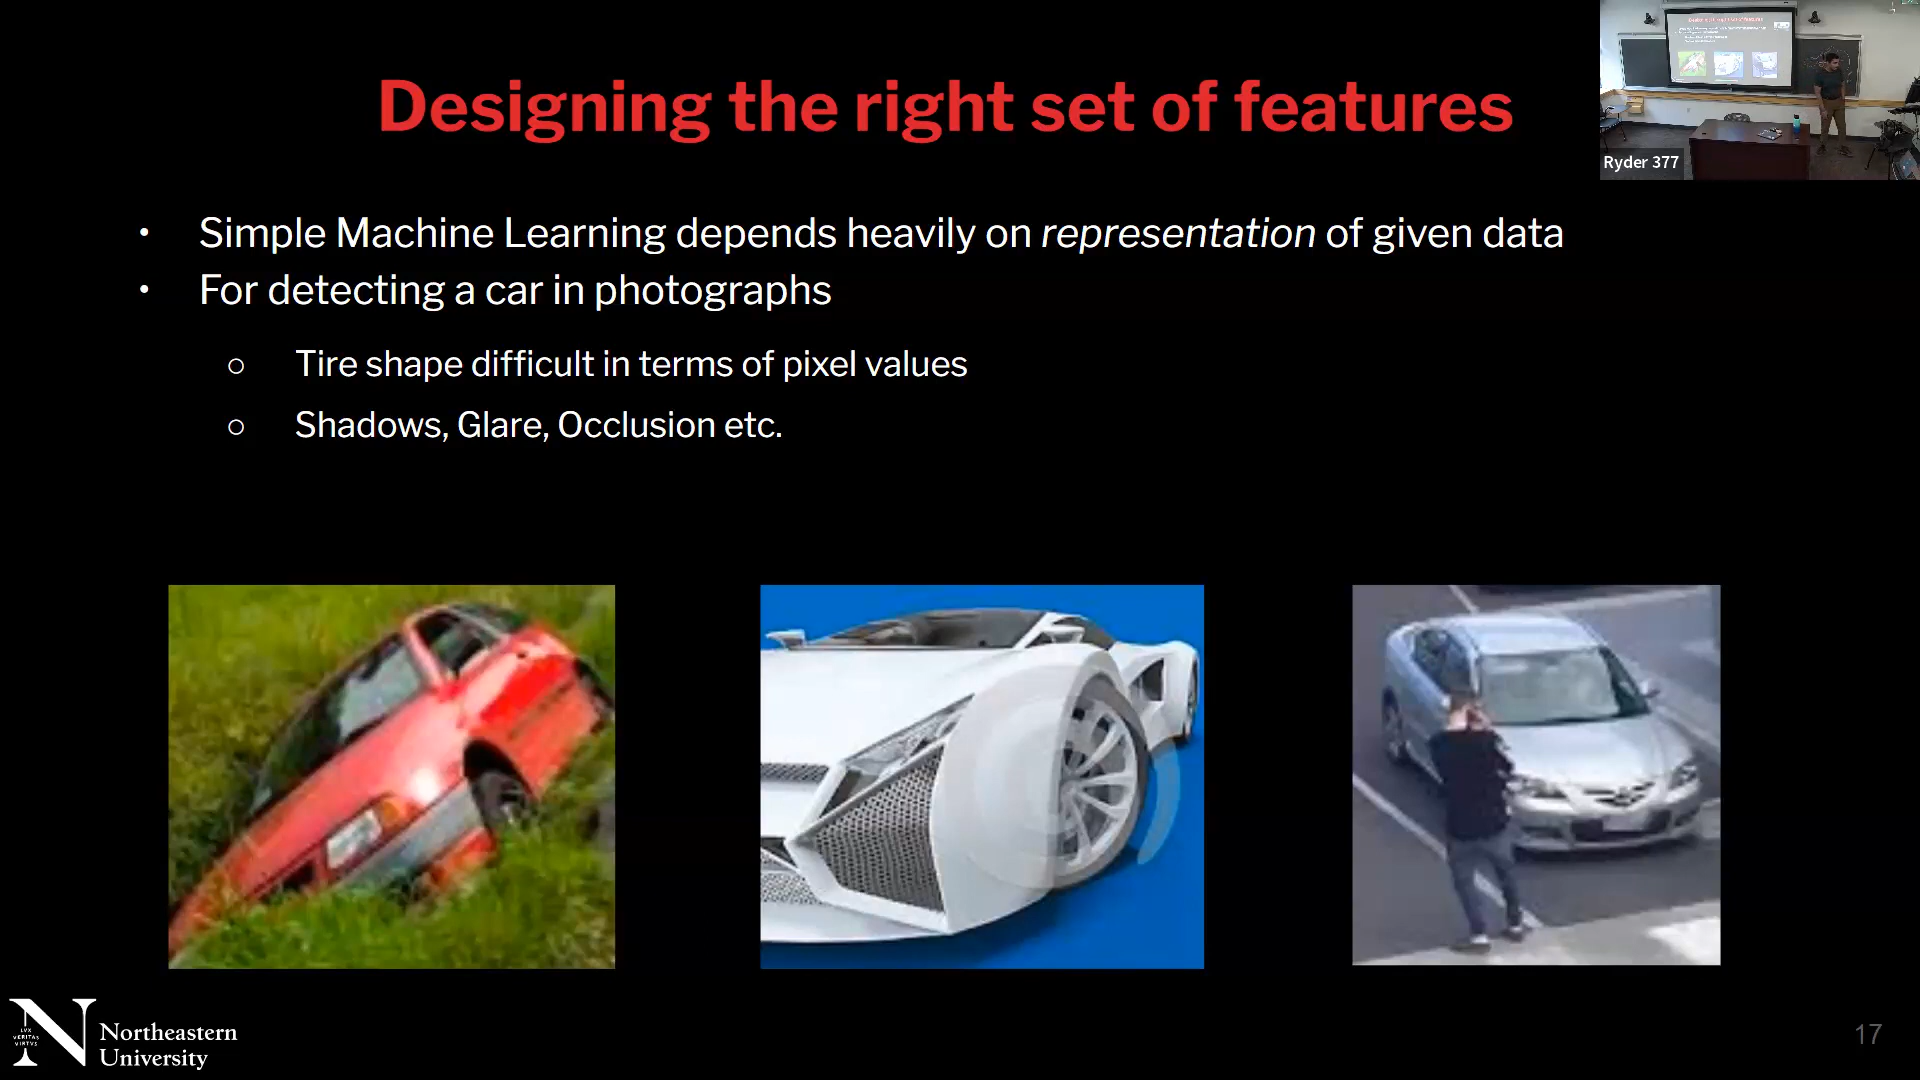 Designing the right set of features
Ryder 377
• Simple Machine Learning depends heavily on representation of given data
• For detecting a car in photographs
○ Tire shape difficult in terms of pixel values
○ Shadows, Glare, Occlusion etc.
LVX
VERITAS
VIRTVS
Northeastern
University
17